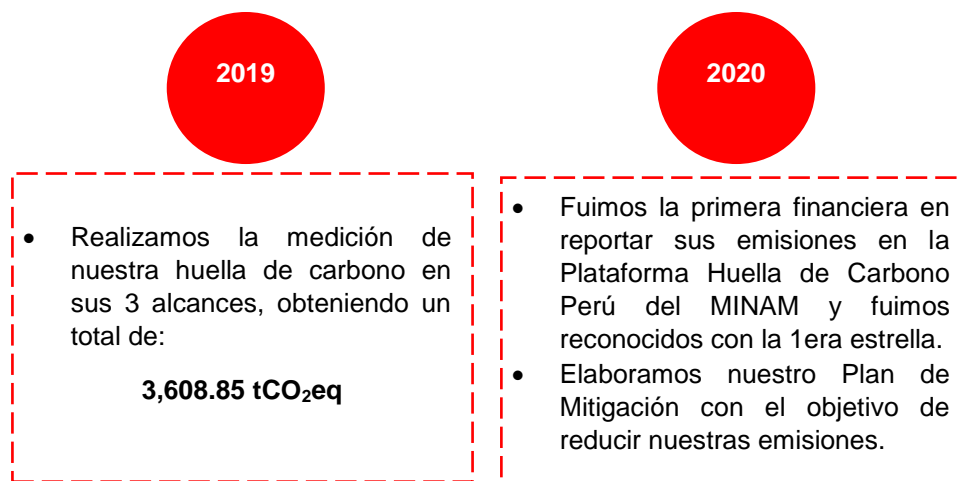 2019
• Realizamos la medición de
nuestra huella de carbono en
sus 3 alcances, obteniendo un
total de:
3,608.85 tCO₂eq
2020
• Fuimos la primera financiera en
reportar sus emisiones en la
Plataforma Huella de Carbono
Perú del MINAM y fuimos
reconocidos con la 1era estrella.
• Elaboramos nuestro Plan de
Mitigación con el objetivo de
reducir nuestras emisiones.